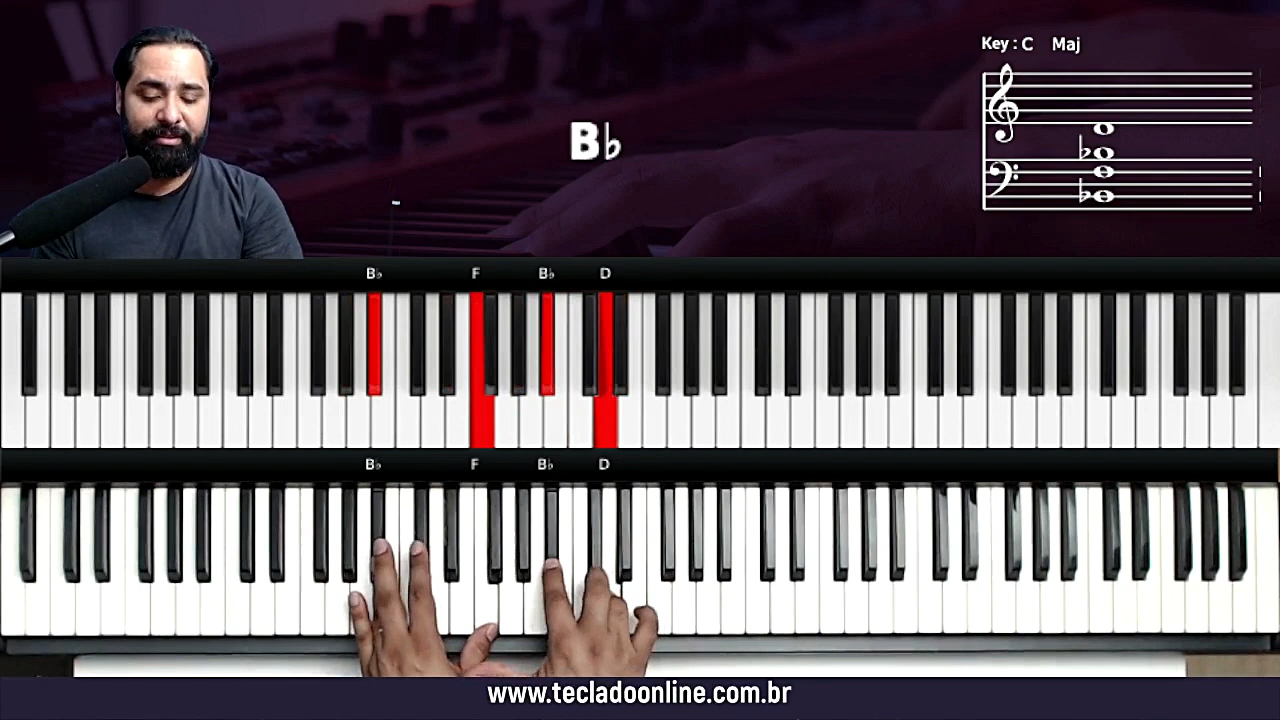 Key : C Maj
B♭
B♭ F B♭ D
B♭ F B♭ D
www.tecladoonline.com.br